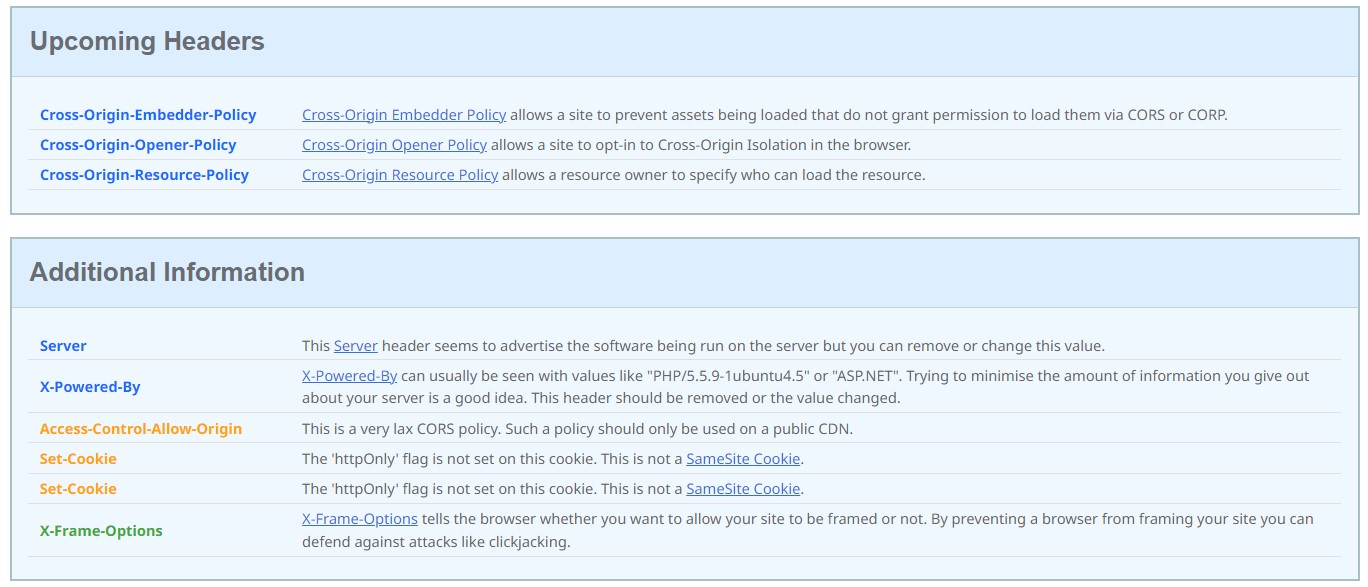 Upcoming Headers
Cross-Origin-Embedder-Policy Cross-Origin Embedder Policy allows a site to prevent assets being loaded that do not grant permission to load them via CORS or CORP.
Cross-Origin-Opener-Policy Cross-Origin Opener Policy allows a site to opt-in to Cross-Origin Isolation in the browser.
Cross-Origin-Resource-Policy Cross-Origin Resource Policy allows a resource owner to specify who can load the resource.
Additional Information
Server This Server header seems to advertise the software being run on the server but you can remove or change this value.
X-Powered-By X-Powered-By can usually be seen with values like "PHP/5.5.9-1ubuntu4.5" or "ASP.NET". Trying to minimise the amount of information you give out
about your server is a good idea. This header should be removed or the value changed.
Access-Control-Allow-Origin This is a very lax CORS policy. Such a policy should only be used on a public CDN.
Set-Cookie The 'httpOnly' flag is not set on this cookie. This is not a SameSite Cookie.
Set-Cookie The 'httpOnly' flag is not set on this cookie. This is not a SameSite Cookie.
X-Frame-Options X-Frame-Options tells the browser whether you want to allow your site to be framed or not. By preventing a browser from framing your site you can
defend against attacks like clickjacking.